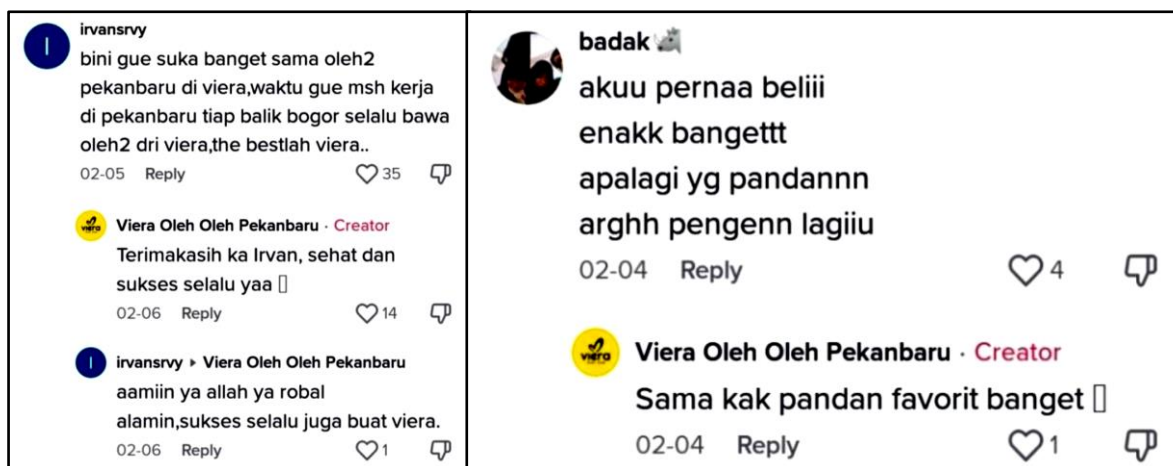 irvansrvy
I
bini gue suka banget sama oleh2
pekanbaru di viera,waktu gue msh kerja
di pekanbaru tiap balik bogor selalu bawa
oleh2 dri viera,the bestlah viera..
02-05 Reply 35
Viera Oleh Oleh Pekanbaru · Creator
viera
Terimakasih ka Irvan, sehat dan
sukses selalu yaa
02-06 Reply 14
I
irvansrvy ▸ Viera Oleh Oleh Pekanbaru
aamiin ya allah ya robal
alamin,sukses selalu juga buat viera.
02-06 Reply 1
badak🦏
akuu pernaa beliii
enakk bangettt
apalagi yg pandannn
arghh pengenn lagiiu
02-04 Reply 4
viera
Viera Oleh Oleh Pekanbaru · Creator
Sama kak pandan favorit banget
02-04 Reply 1